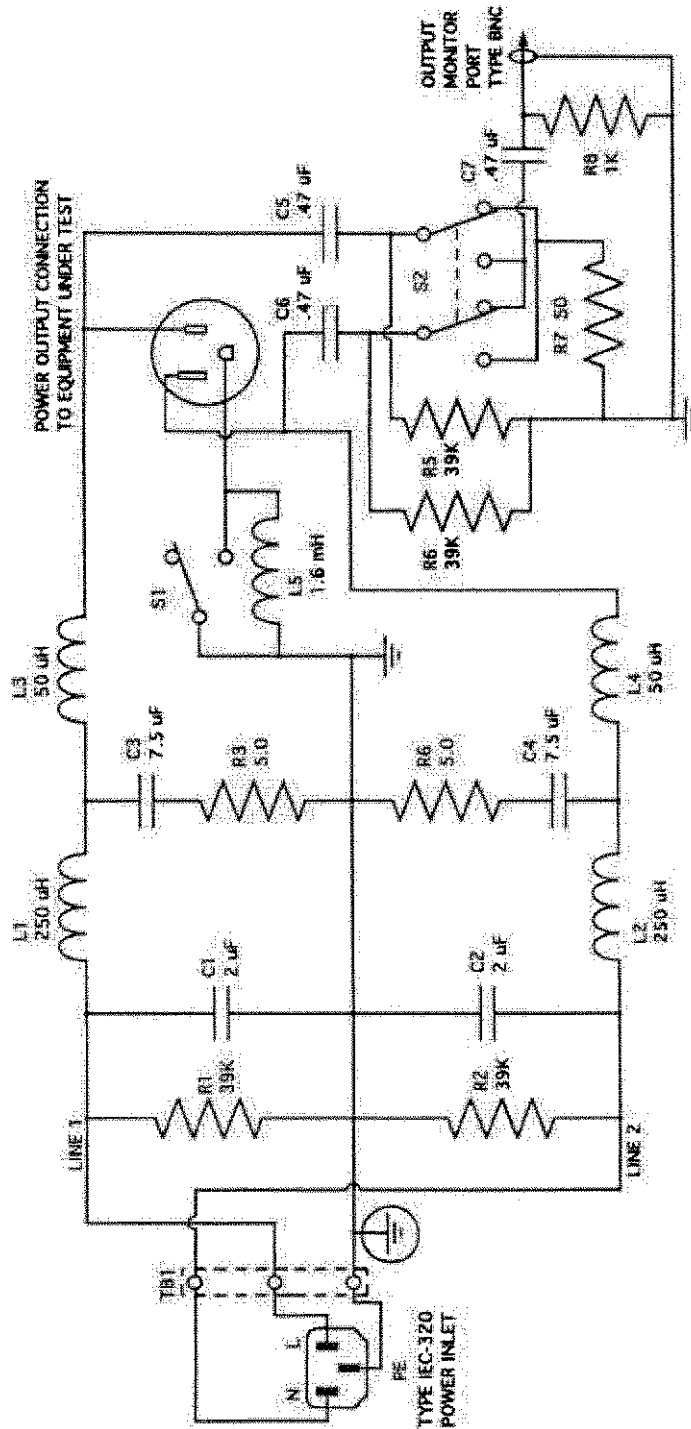 POWER OUTPUT CONNECTION
TO EQUIPMENT UNDER TEST
L3
50 uH
L1
250 uH
LINE 1
TB1
N
L
PE
TYPE IEC-320
POWER INLET
R1
39K
C1
2 uF
C3
7.5 uF
R3
5.0
S1
L5
1.6 mH
R2
39K
C2
2 uF
R6
5.0
C4
7.5 uF
LINE 2
L2
250 uH
L4
50 uH
C5
.47 uF
C6
.47 uF
S2
R5
39K
R6
39K
R7 50
C7
.47 uF
R8
1K
OUTPUT
MONITOR
PORT
TYPE BNC